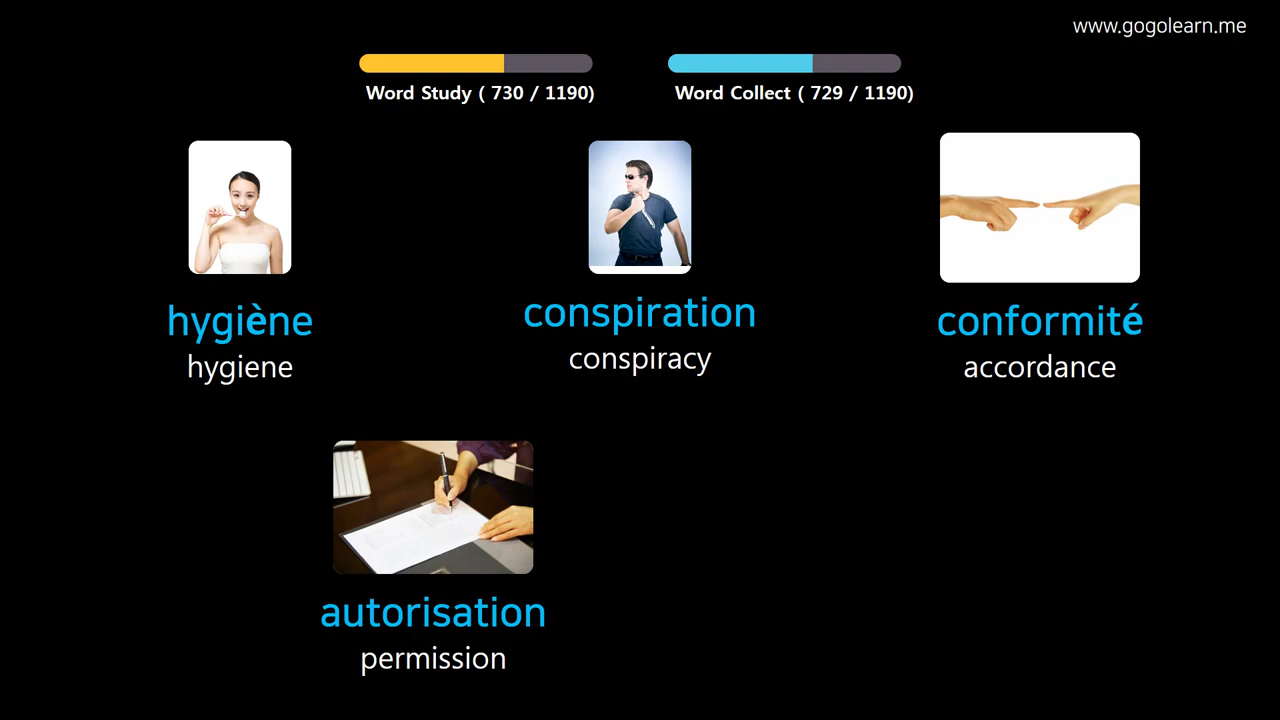 www.gogolearn.me
Word Study ( 730 / 1190)
Word Collect ( 729 / 1190)
hygiène
hygiene
conspiration
conspiracy
conformité
accordance
autorisation
permission